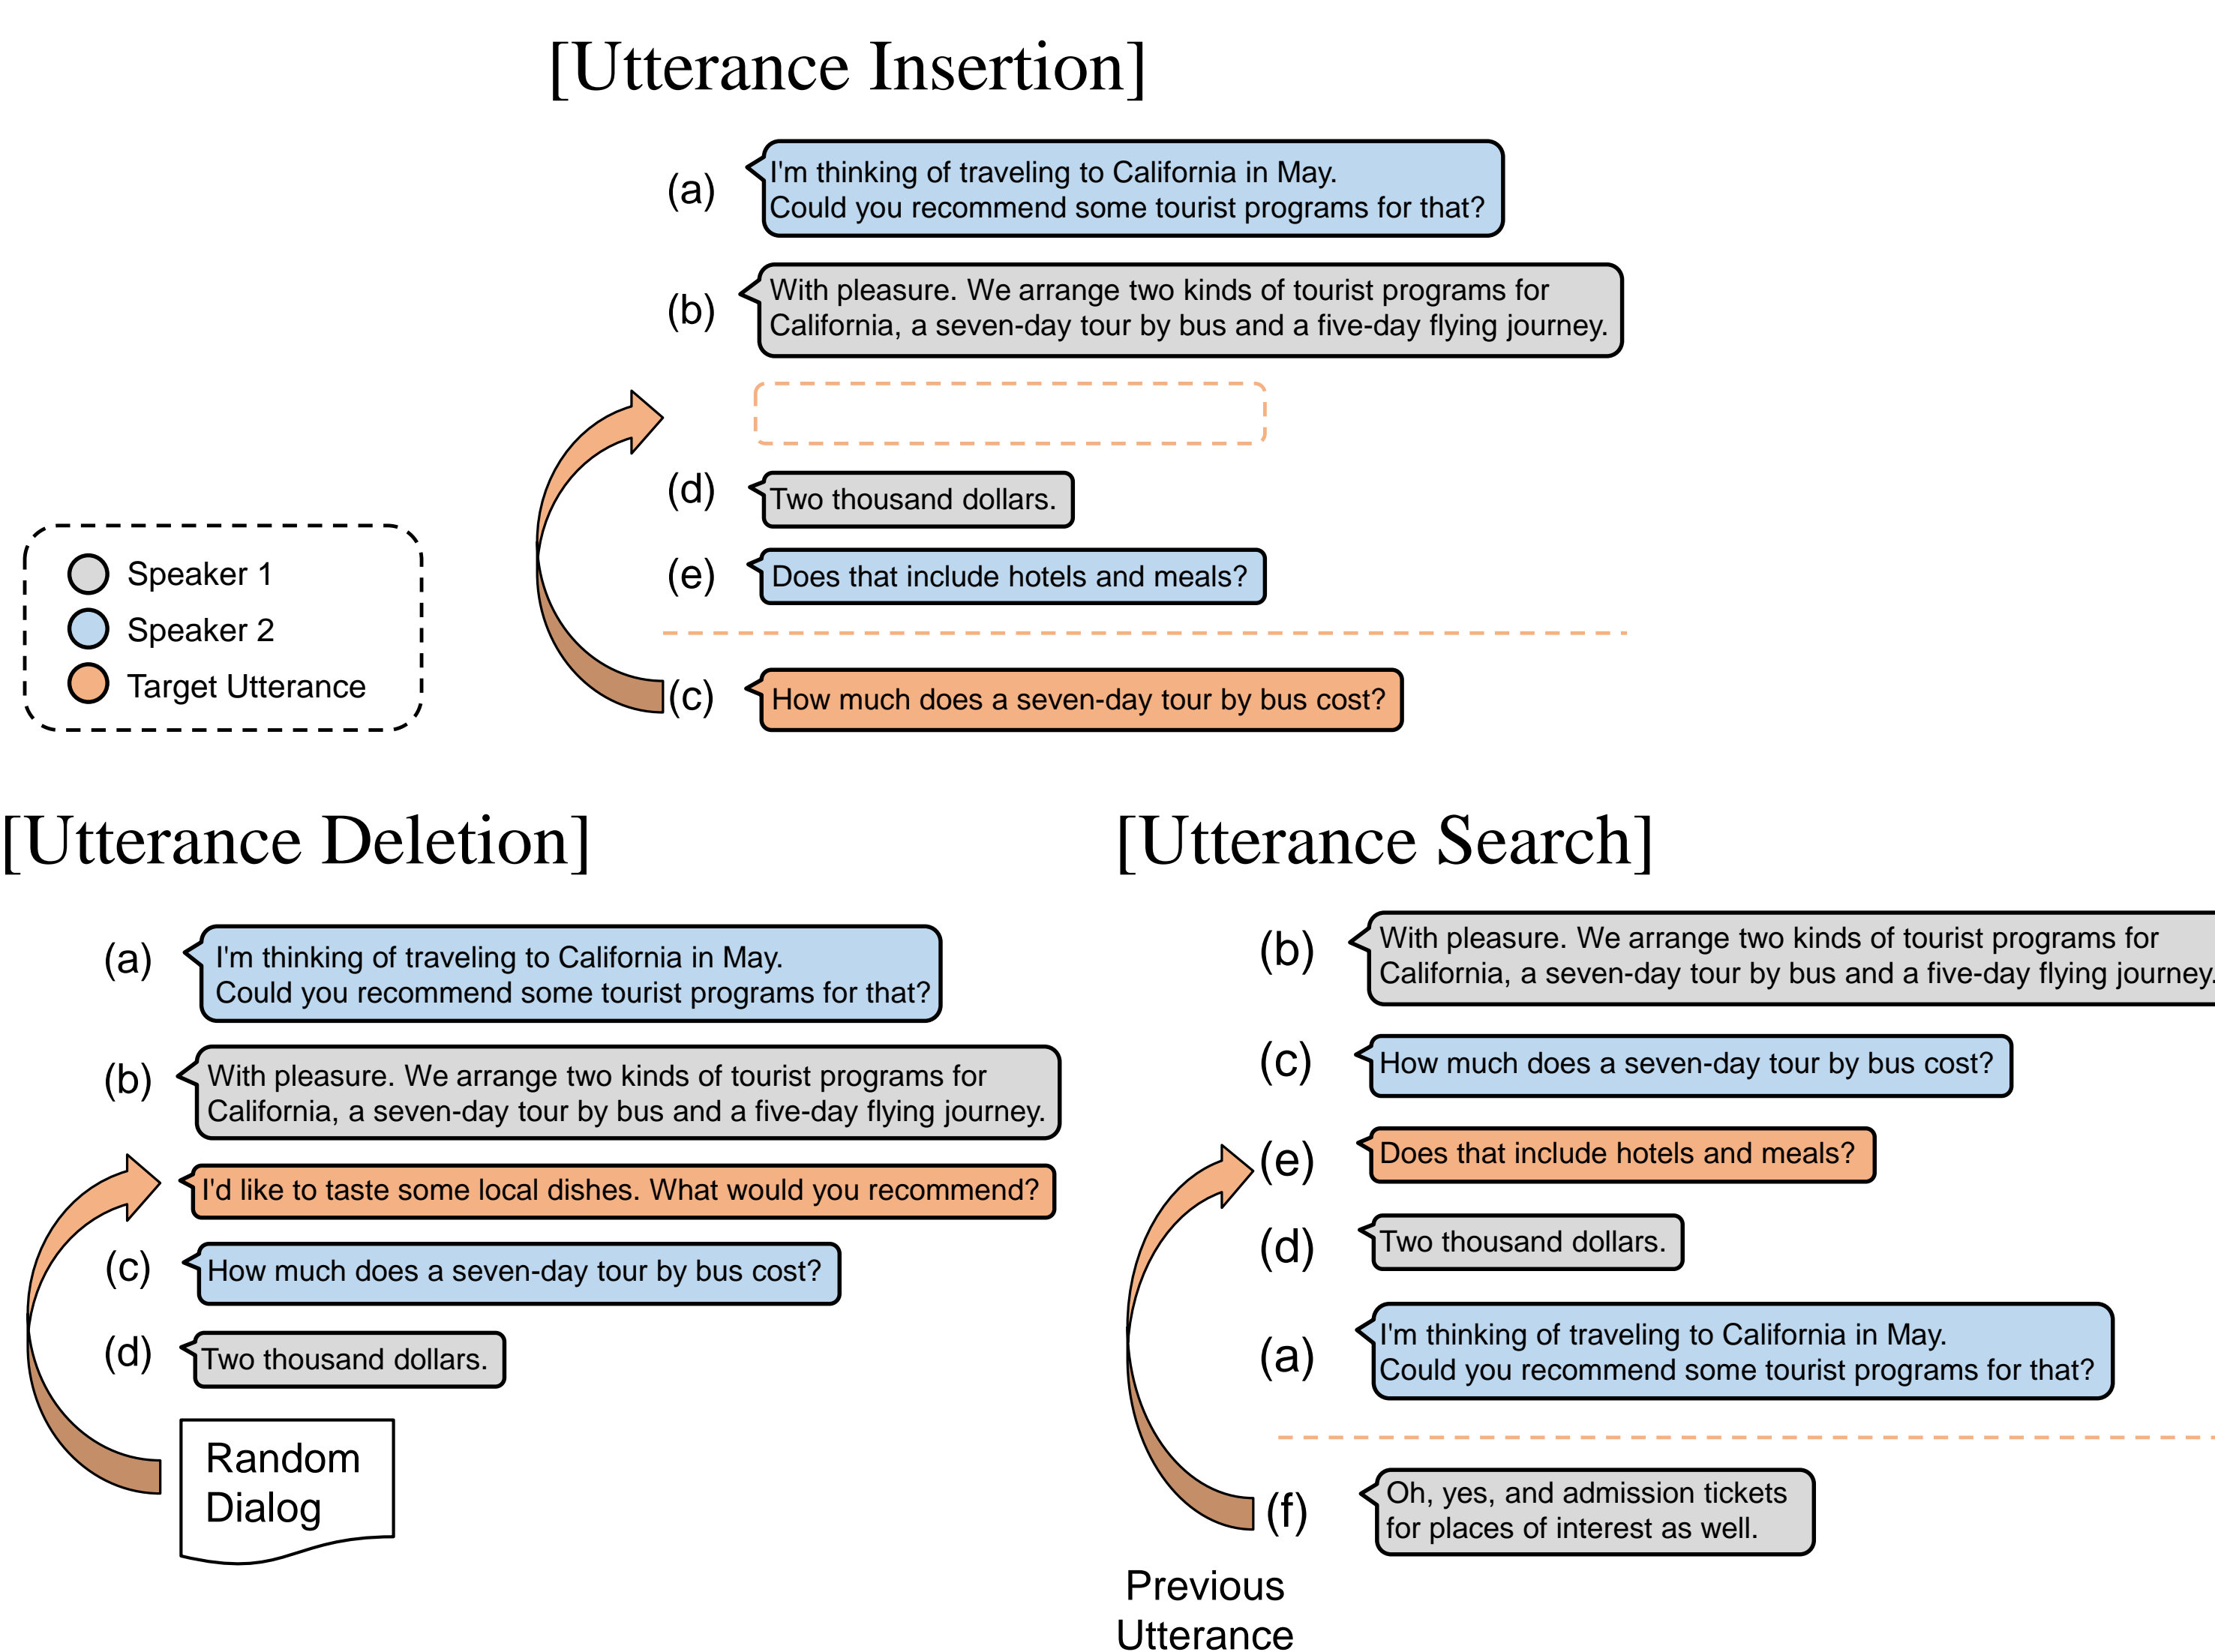 [Utterance Insertion]
(a)
I'm thinking of traveling to California in May.
Could you recommend some tourist programs for that?
(b)
With pleasure. We arrange two kinds of tourist programs for
California, a seven-day tour by bus and a five-day flying journey.
(d)
Two thousand dollars.
(e)
Does that include hotels and meals?
(c)
How much does a seven-day tour by bus cost?
Speaker 1
Speaker 2
Target Utterance
[Utterance Deletion]
(a)
I'm thinking of traveling to California in May.
Could you recommend some tourist programs for that?
(b)
With pleasure. We arrange two kinds of tourist programs for
California, a seven-day tour by bus and a five-day flying journey.
I'd like to taste some local dishes. What would you recommend?
(c)
How much does a seven-day tour by bus cost?
(d)
Two thousand dollars.
Random
Dialog
[Utterance Search]
(b)
With pleasure. We arrange two kinds of tourist programs for
California, a seven-day tour by bus and a five-day flying journey.
(c)
How much does a seven-day tour by bus cost?
(e)
Does that include hotels and meals?
(d)
Two thousand dollars.
(a)
I'm thinking of traveling to California in May.
Could you recommend some tourist programs for that?
(f)
Oh, yes, and admission tickets
for places of interest as well.
Previous
Utterance